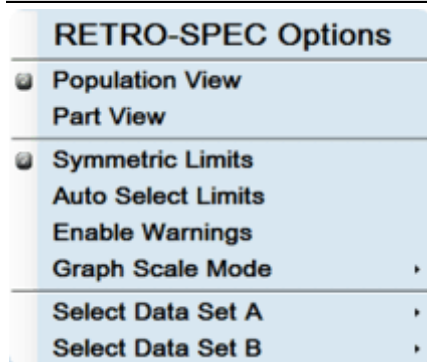 RETRO-SPEC Options
Population View
Part View
Symmetric Limits
Auto Select Limits
Enable Warnings
Graph Scale Mode
Select Data Set A
Select Data Set B